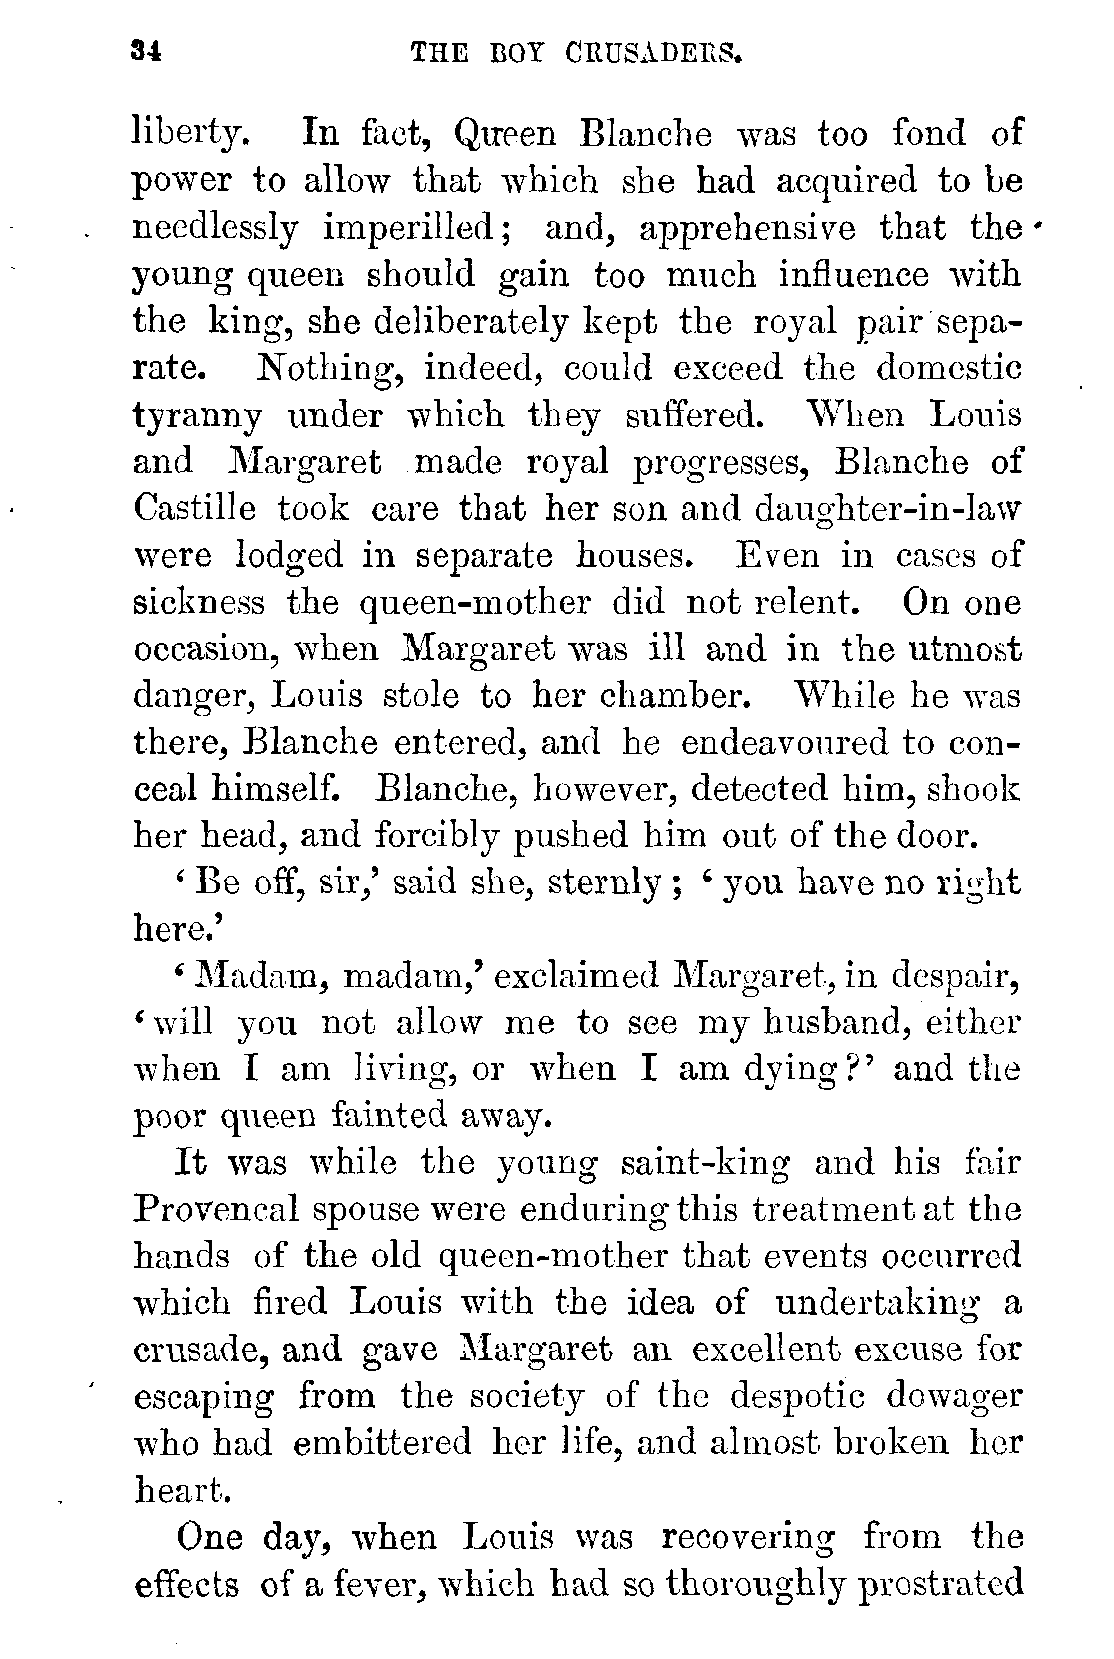 34 THE BOY CRUSADERS.
liberty. In fact, Queen Blanche was too fond of
power to allow that which she had acquired to be
needlessly imperilled; and, apprehensive that the
young queen should gain too much influence with
the king, she deliberately kept the royal pair sepa-
rate. Nothing, indeed, could exceed the domestic
tyranny under which they suffered. When Louis
and Margaret made royal progresses, Blanche of
Castille took care that her son and daughter-in-law
were lodged in separate houses. Even in cases of
sickness the queen-mother did not relent. On one
occasion, when Margaret was ill and in the utmost
danger, Louis stole to her chamber. While he was
there, Blanche entered, and he endeavoured to con-
ceal himself. Blanche, however, detected him, shook
her head, and forcibly pushed him out of the door.
‘Be off, sir,’ said she, sternly; ‘you have no right
here.’
‘Madam, madam,’ exclaimed Margaret, in despair,
‘will you not allow me to see my husband, either
when I am living, or when I am dying?’ and the
poor queen fainted away.
It was while the young saint-king and his fair
Provencal spouse were enduring this treatment at the
hands of the old queen-mother that events occurred
which fired Louis with the idea of undertaking a
crusade, and gave Margaret an excellent excuse for
escaping from the society of the despotic dowager
who had embittered her life, and almost broken her
heart.
One day, when Louis was recovering from the
effects of a fever, which had so thoroughly prostrated